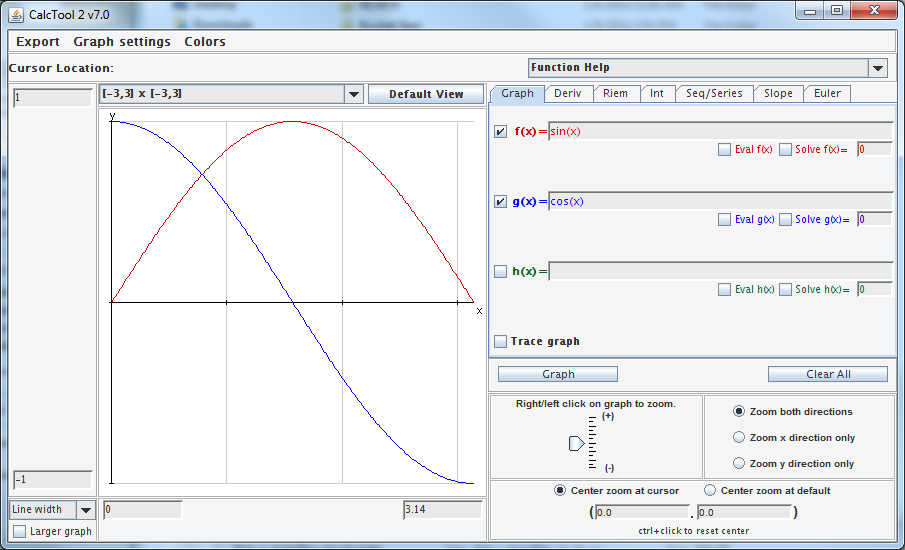 CalcTool 2 v7.0
Export Graph settings Colors
Cursor Location:
Function Help
1
[-3,3] x [-3,3]
Default View
Graph Deriv Riem Int Seq/Series Slope Euler
y
x
f(x)= sin(x)
Eval f(x) Solve f(x)= 0
g(x)= cos(x)
Eval g(x) Solve g(x)= 0
h(x)=
Eval h(x) Solve h(x)= 0
Trace graph
Graph Clear All
Right/left click on graph to zoom.
(+)
(-)
Zoom both directions
Zoom x direction only
Zoom y direction only
-1
Line width
0
3.14
Larger graph
Center zoom at cursor Center zoom at default
(0.0 . 0.0 )
ctrl+click to reset center